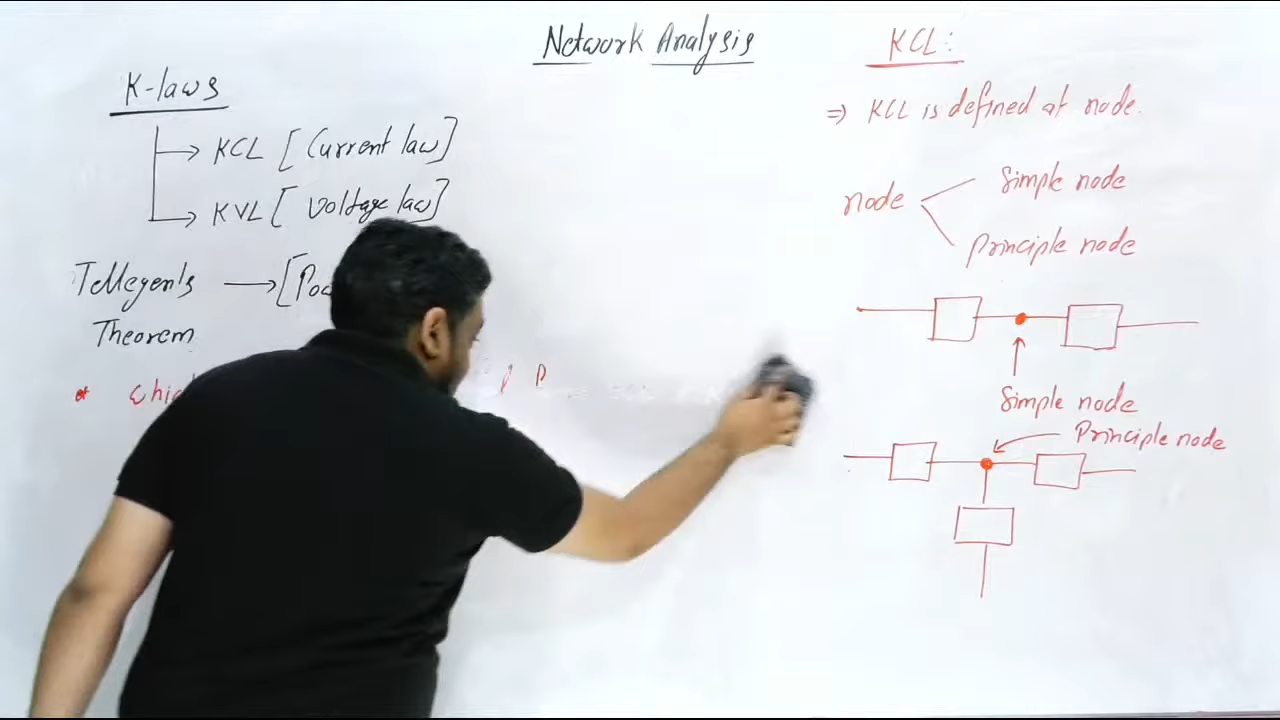 Network Analysis
K-laws
KCL [Current law]
KVL [Voltage law]
Tellegent's → [Po
Theorem
KCL:
⇒ KCL is defined at node.
node
Simple node
Principle node
Simple node
Principle node